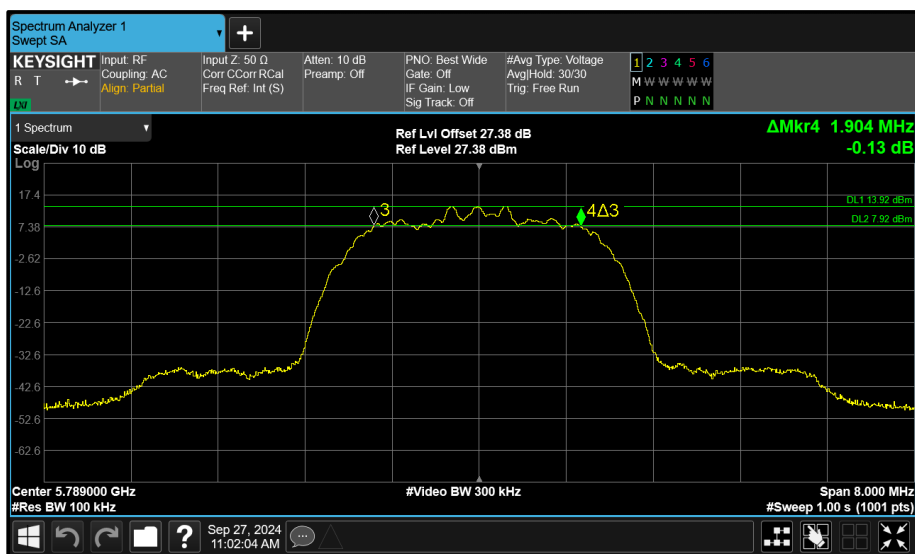 Spectrum Analyzer 1
Swept SA
+
KEYSIGHT
R T
LXI
Input: RF
Coupling: AC
Align: Partial
Input Z: 50 Ω
Corr CCorr RCal
Freq Ref: Int (S)
Atten: 10 dB
Preamp: Off
PNO: Best Wide
Gate: Off
IF Gain: Low
Sig Track: Off
#Avg Type: Voltage
Avg|Hold: 30/30
Trig: Free Run
1 2 3 4 5 6
M W W W W W
P N N N N N
1 Spectrum
Scale/Div 10 dB
Log
Ref Lvl Offset 27.38 dB
Ref Level 27.38 dBm
ΔMkr4 1.904 MHz
-0.13 dB
17.4
7.38
-2.62
-12.6
-22.6
-32.6
-42.6
-52.6
-62.6
3
4Δ3
DL1 13.92 dBm
DL2 7.92 dBm
Center 5.789000 GHz
#Res BW 100 kHz
#Video BW 300 kHz
Span 8.000 MHz
#Sweep 1.00 s (1001 pts)
?
Sep 27, 2024
11:02:04 AM